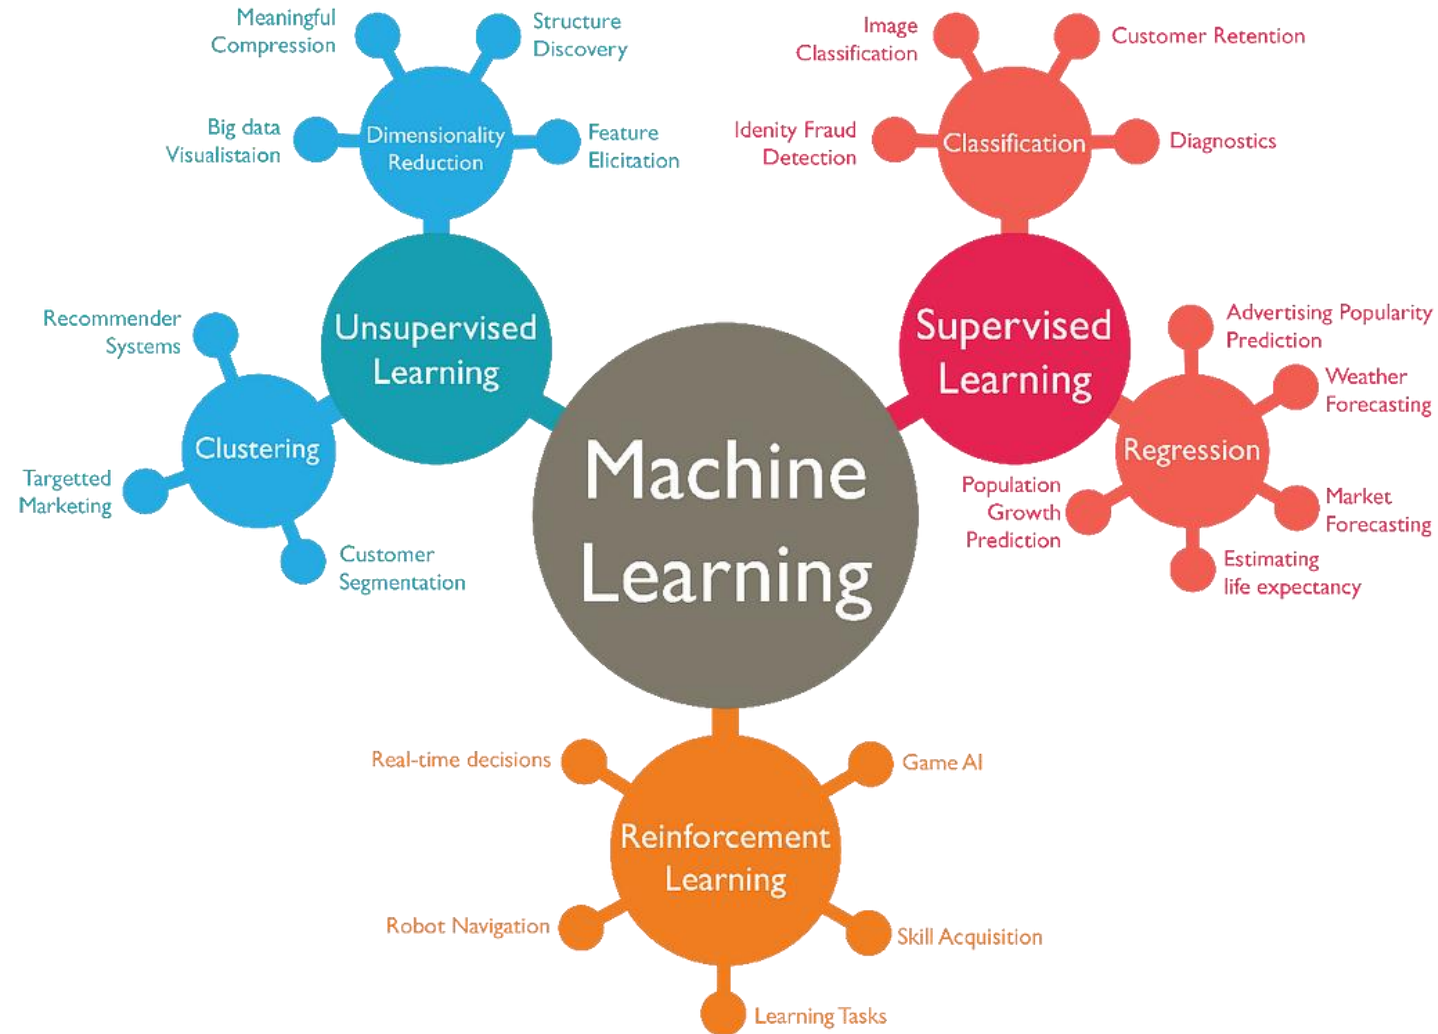 Meaningful
Compression
Structure
Discovery
Big data
Visualistaion
Dimensionality
Reduction
Feature
Elicitation
Image
Classification
Customer Retention
Idenity Fraud
Detection
Classification
Diagnostics
Unsupervised
Learning
Supervised
Learning
Recommender
Systems
Clustering
Targetted
Marketing
Customer
Segmentation
Advertising Popularity
Prediction
Weather
Forecasting
Regression
Population
Growth
Prediction
Market
Forecasting
Estimating
life expectancy
Machine
Learning
Real-time decisions
Game AI
Reinforcement
Learning
Robot Navigation
Skill Acquisition
Learning Tasks